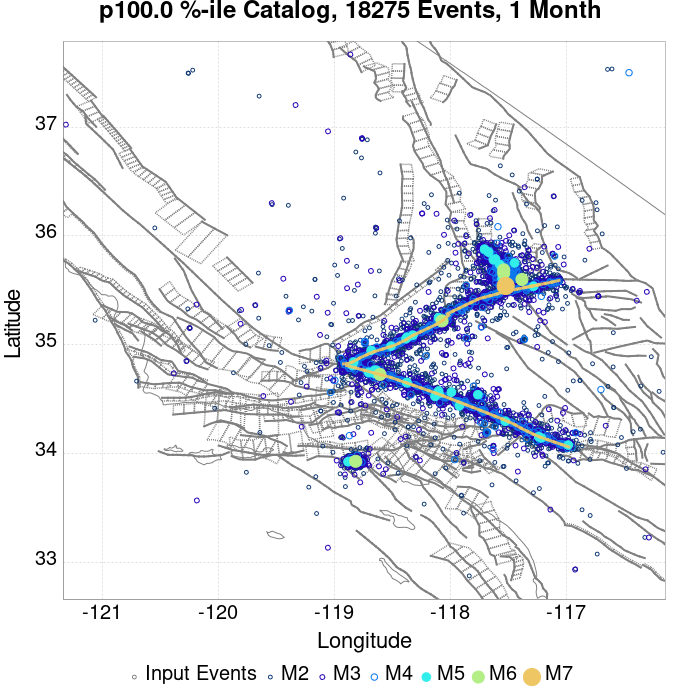 p100.0 %-ile Catalog, 18275 Events, 1 Month
37
36
35
34
33
Latitude
-121 -120 -119 -118 -117
Longitude
Input Events M2 M3 M4 M5 M6 M7